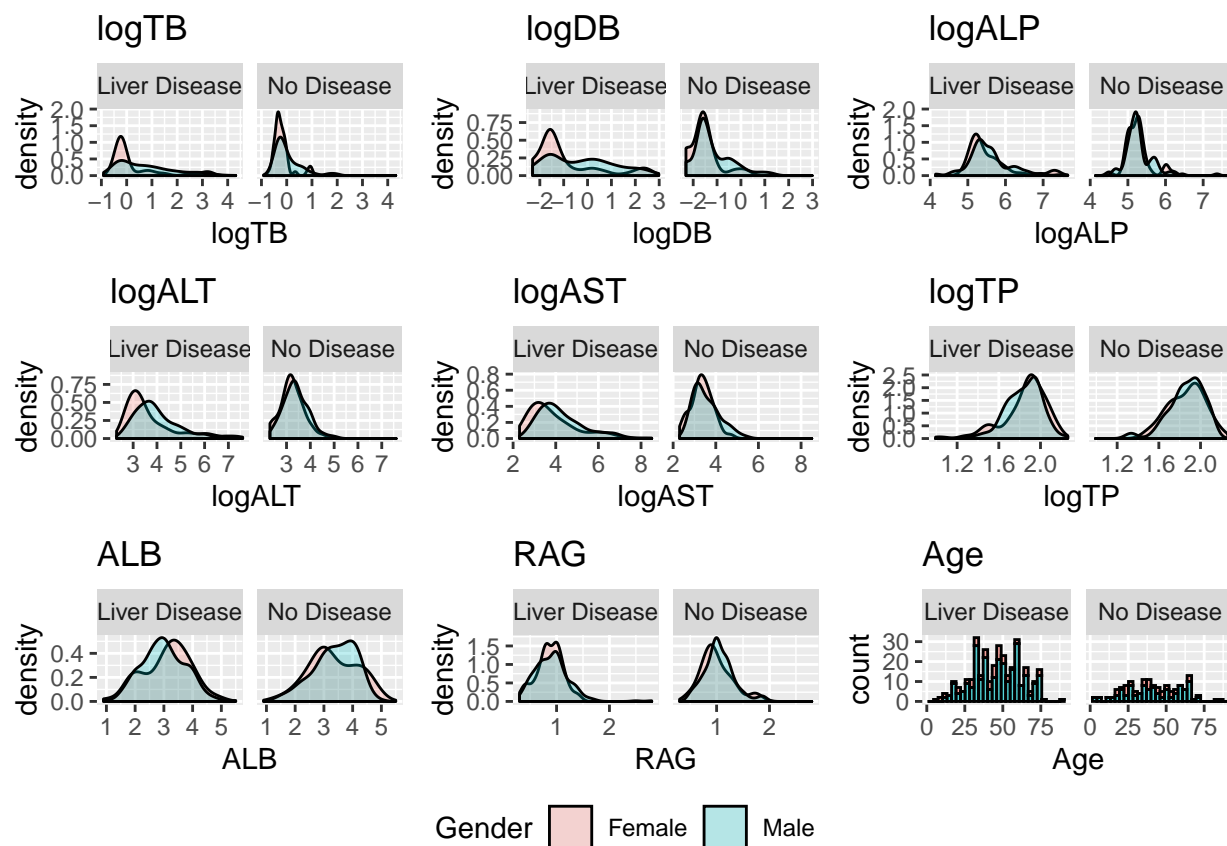 logTB logDB logALP
Liver Disease No Disease Liver Disease No Disease Liver Disease No Disease
density 2.0 1.5 1.0 0.5 0.0 density 0.75 0.50 0.25 0.00 density 2.0 1.5 1.0 0.5 0.0
−1 0 1 2 3 4 −1 0 1 2 3 4 −2 −1 0 1 2 3 −2 −1 0 1 2 3 4 5 6 7 4 5 6 7
logTB logDB logALP
logALT logAST logTP
Liver Disease No Disease Liver Disease No Disease Liver Disease No Disease
density 0.75 0.50 0.25 0.00 density 0.8 0.6 0.4 0.2 0.0 density 2.5 2.0 1.5 1.0 0.5 0.0
3 4 5 6 7 3 4 5 6 7 2 4 6 8 2 4 6 8 1.2 1.6 2.0 1.2 1.6 2.0
logALT logAST logTP
ALB RAG Age
Liver Disease No Disease Liver Disease No Disease Liver Disease No Disease
density 0.4 0.2 0.0 density 1.5 1.0 0.5 0.0 count 30 20 10 0
1 2 3 4 5 1 2 3 4 5 1 2 1 2 0 25 50 75 0 25 50 75
ALB RAG Age
Gender Female Male